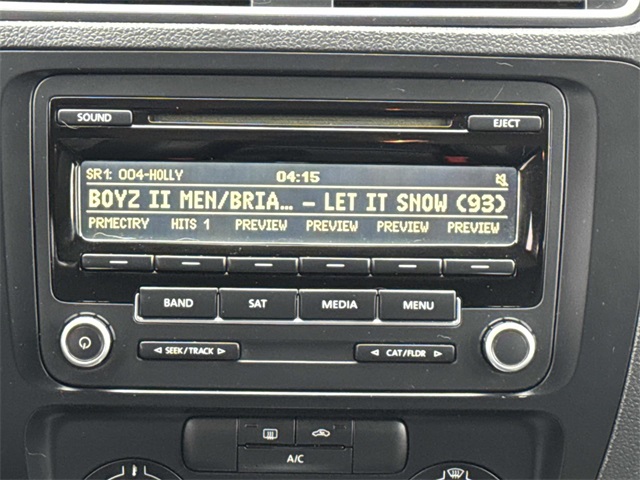 SOUND EJECT
SR1: 004-HOLLY 04:15
BOYZ II MEN/BRIA... - LET IT SNOW (93)
PRMECTRY HITS 1 PREVIEW PREVIEW PREVIEW PREVIEW
BAND SAT MEDIA MENU
SEEK/TRACK CAT/FLDR
A/C